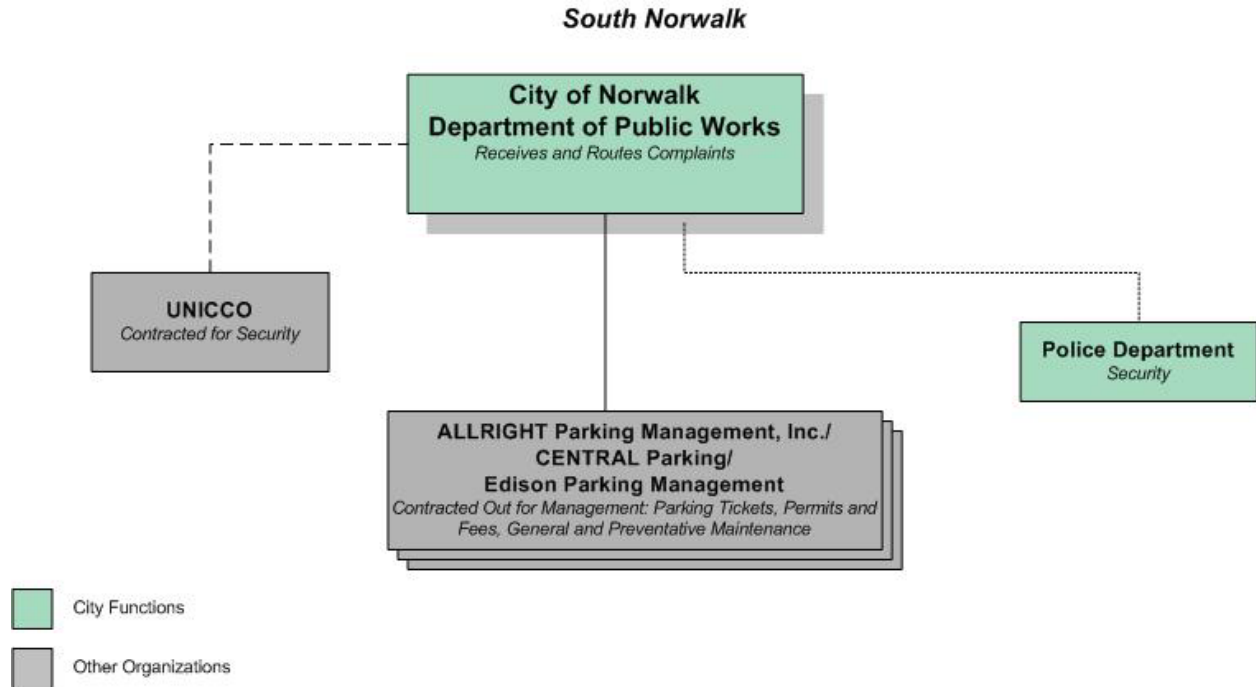 South Norwalk
City of Norwalk
Department of Public Works
Receives and Routes Complaints
UNICCO
Contracted for Security
Police Department
Security
ALLRIGHT Parking Management, Inc./
CENTRAL Parking/
Edison Parking Management
Contracted Out for Management: Parking Tickets, Permits and
Fees, General and Preventative Maintenance
City Functions
Other Organizations